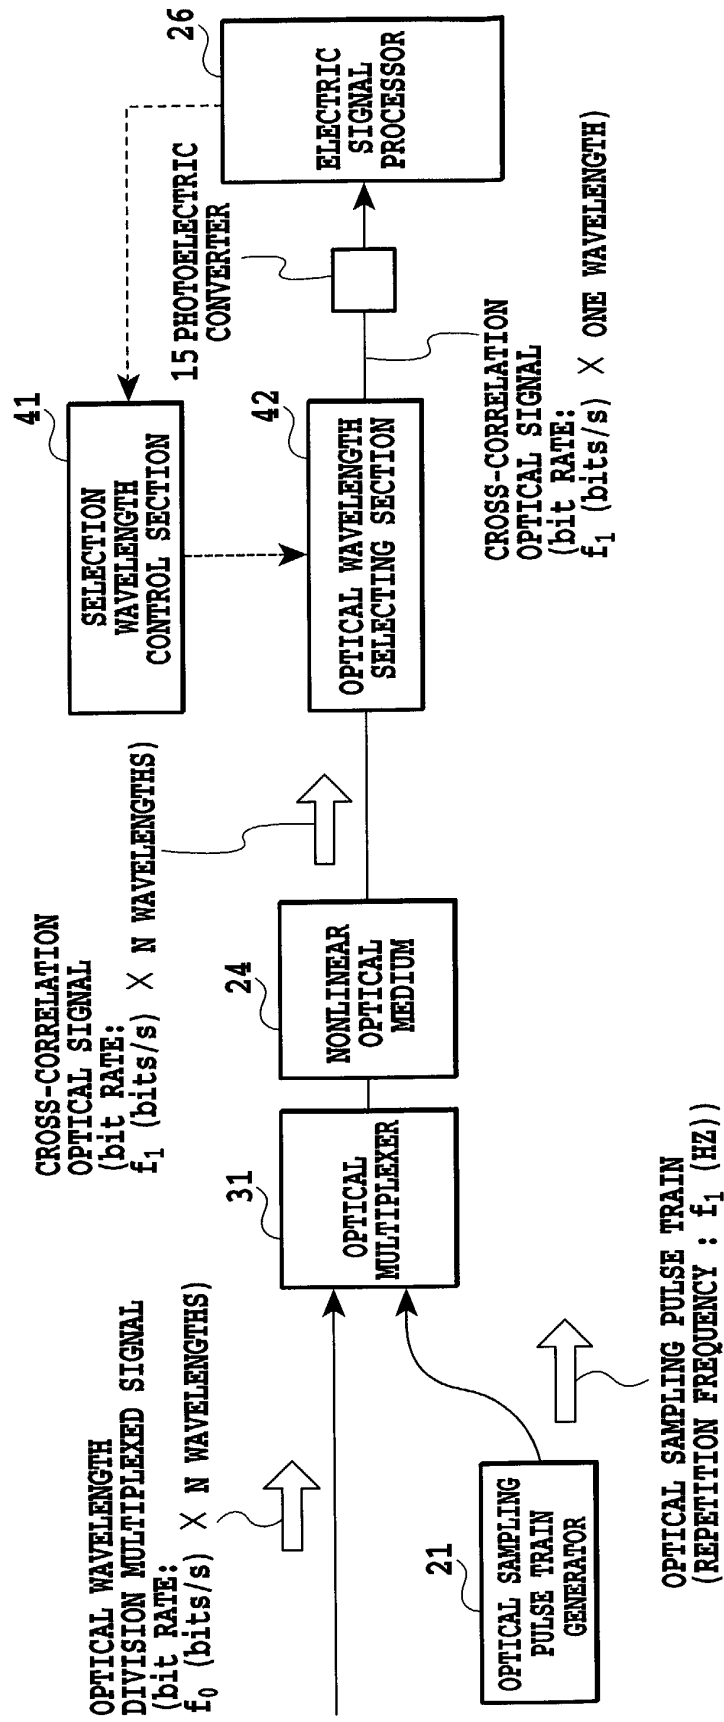 OPTICAL WAVELENGTH
DIVISION MULTIPLEXED SIGNAL
(bit RATE:
f0 (bits/s) × N WAVELENGTHS)
21
OPTICAL SAMPLING
PULSE TRAIN
GENERATOR
OPTICAL SAMPLING PULSE TRAIN
(REPETITION FREQUENCY : f1 (HZ))
31
OPTICAL
MULTIPLEXER
24
NONLINEAR
OPTICAL
MEDIUM
CROSS-CORRELATION
OPTICAL SIGNAL
(bit RATE:
f1 (bits/s) × N WAVELENGTHS)
41
SELECTION
WAVELENGTH
CONTROL SECTION
42
OPTICAL WAVELENGTH
SELECTING SECTION
CROSS-CORRELATION
OPTICAL SIGNAL
(bit RATE:
f1 (bits/s) × ONE WAVELENGTH)
15 PHOTOELECTRIC
CONVERTER
26
ELECTRIC
SIGNAL
PROCESSOR